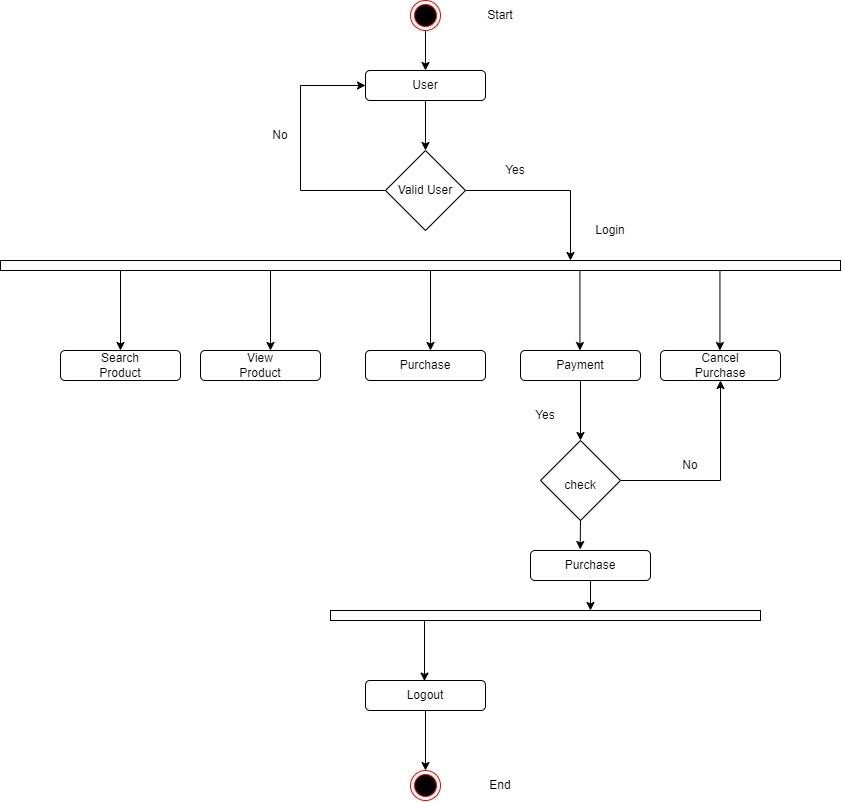 Start
User
No
Yes
Valid User
Login
Search
Product
View
Product
Purchase
Payment
Cancel
Purchase
Yes
No
check
Purchase
Logout
End